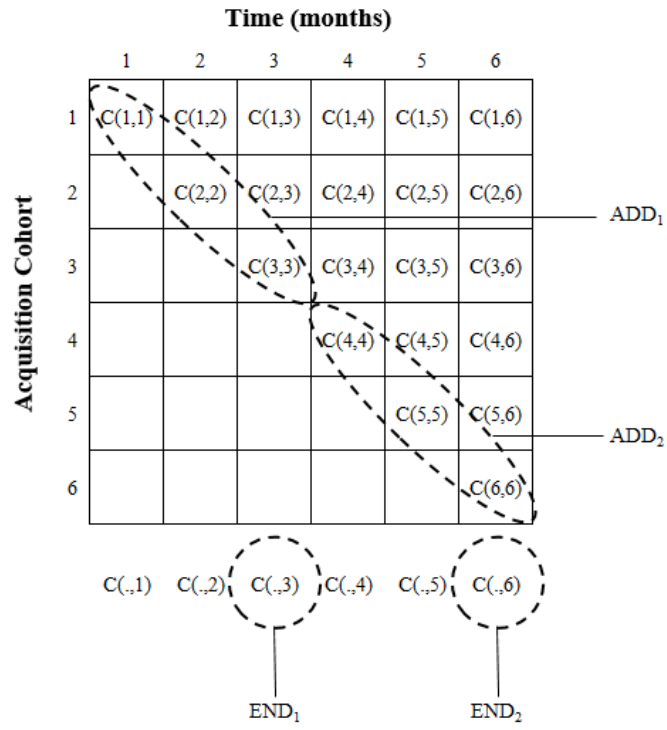 Time (months)
1 2 3 4 5 6
1 C(1,1) C(1,2) C(1,3) C(1,4) C(1,5) C(1,6)
2 C(2,2) C(2,3) C(2,4) C(2,5) C(2,6)
ADD₁
3 C(3,3) C(3,4) C(3,5) C(3,6)
Acquisition Cohort
4 C(4,4) C(4,5) C(4,6)
5 C(5,5) C(5,6)
ADD₂
6 C(6,6)
C(.,1) C(.,2) C(.,3) C(.,4) C(.,5) C(.,6)
END₁ END₂